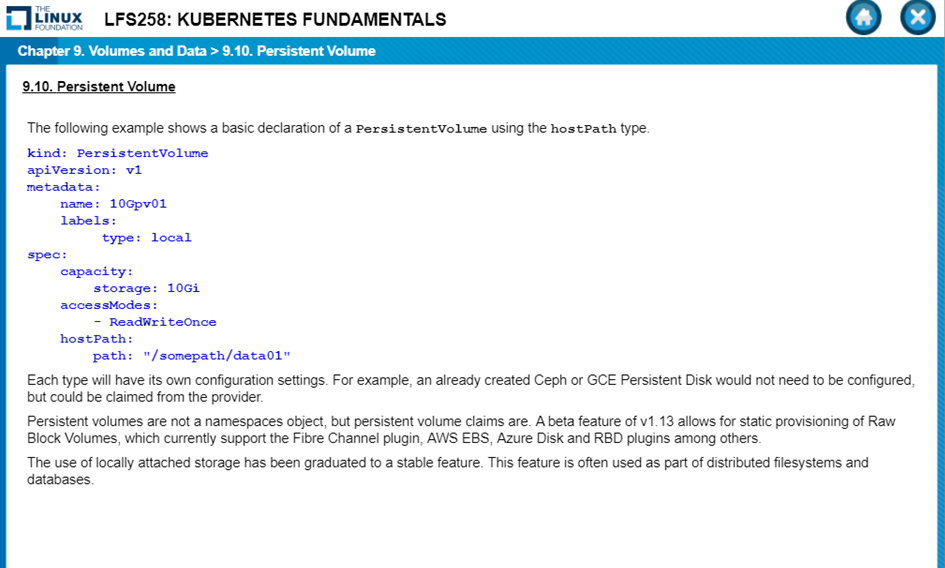 THE
LINUX
FOUNDATION
LFS258: KUBERNETES FUNDAMENTALS
Chapter 9. Volumes and Data > 9.10. Persistent Volume
9.10. Persistent Volume
The following example shows a basic declaration of a PersistentVolume using the hostPath type.
kind: PersistentVolume
apiVersion: v1
metadata:
    name: 10Gpv01
    labels:
         type: local
spec:
    capacity:
        storage: 10Gi
    accessModes:
        - ReadWriteOnce
    hostPath:
        path: "/somepath/data01"
Each type will have its own configuration settings. For example, an already created Ceph or GCE Persistent Disk would not need to be configured,
but could be claimed from the provider.
Persistent volumes are not a namespaces object, but persistent volume claims are. A beta feature of v1.13 allows for static provisioning of Raw
Block Volumes, which currently support the Fibre Channel plugin, AWS EBS, Azure Disk and RBD plugins among others.
The use of locally attached storage has been graduated to a stable feature. This feature is often used as part of distributed filesystems and
databases.